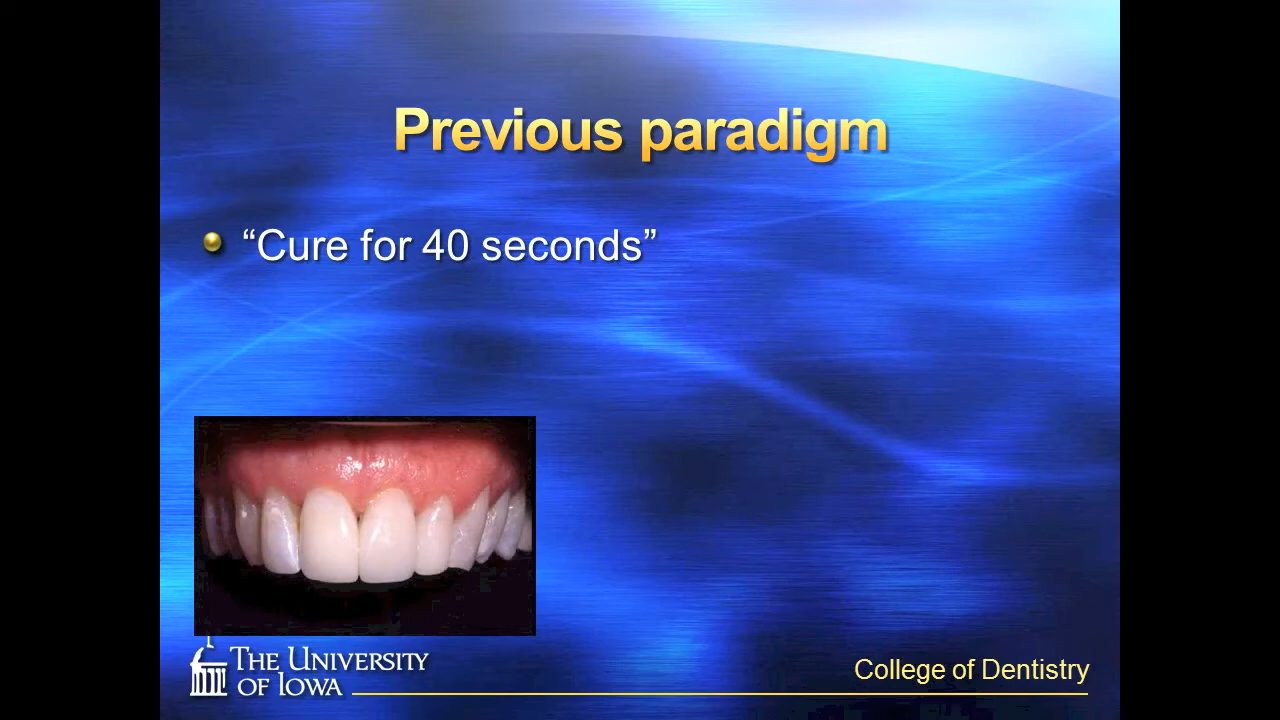 Previous paradigm
“Cure for 40 seconds”
THE UNIVERSITY
OF IOWA
College of Dentistry